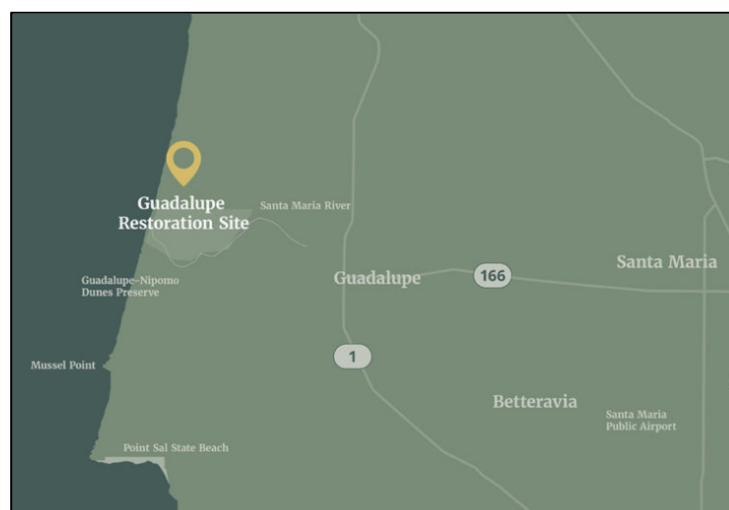 Guadalupe
Restoration Site
Santa Maria River
Santa Maria
Guadalupe
166
Guadalupe-Nipomo
Dunes Preserve
1
Mussel Point
Betteravia
Santa Maria
Public Airport
Point Sal State Beach